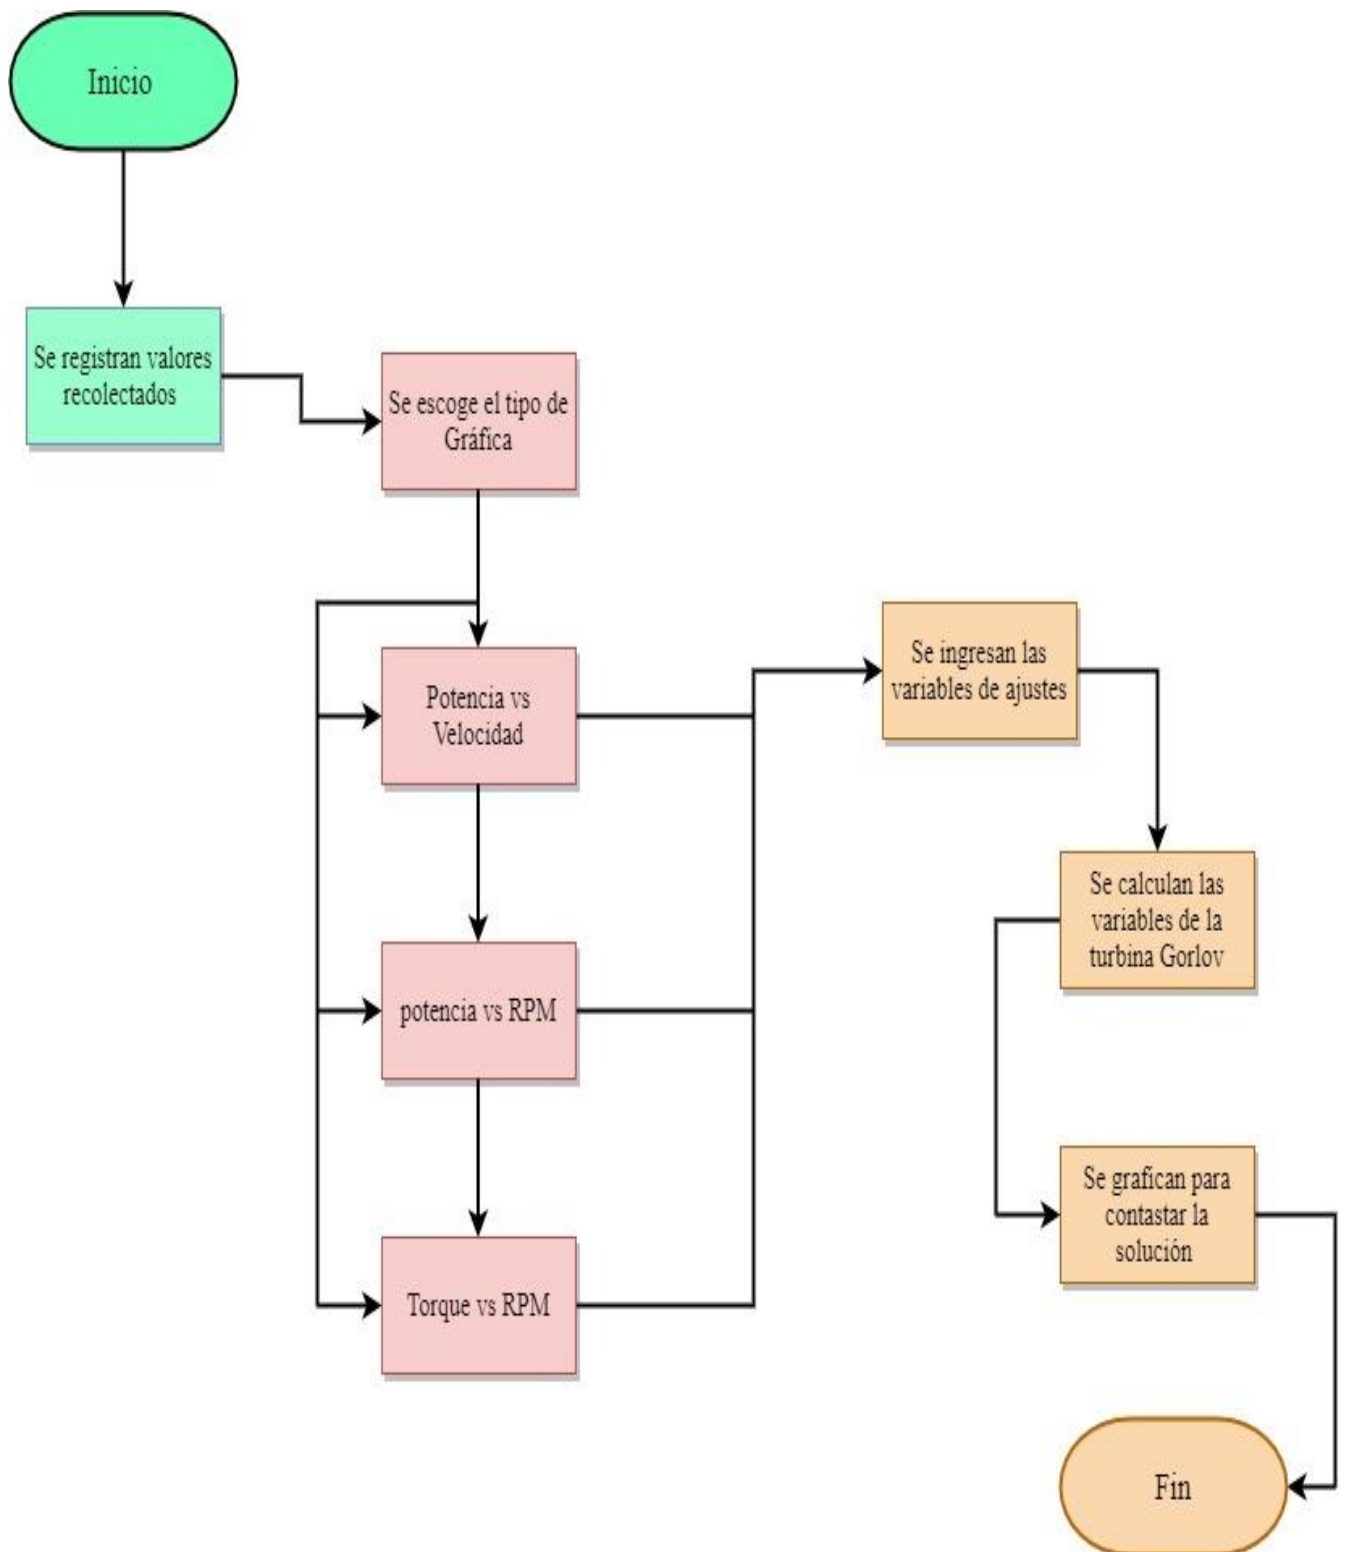 Inicio
Se registran valores
recolectados
Se escoge el tipo de
Gráfica
Potencia vs
Velocidad
potencia vs RPM
Torque vs RPM
Se ingresan las
variables de ajustes
Se calculan las
variables de la
turbina Gorlov
Se grafican para
contastar la
solución
Fin